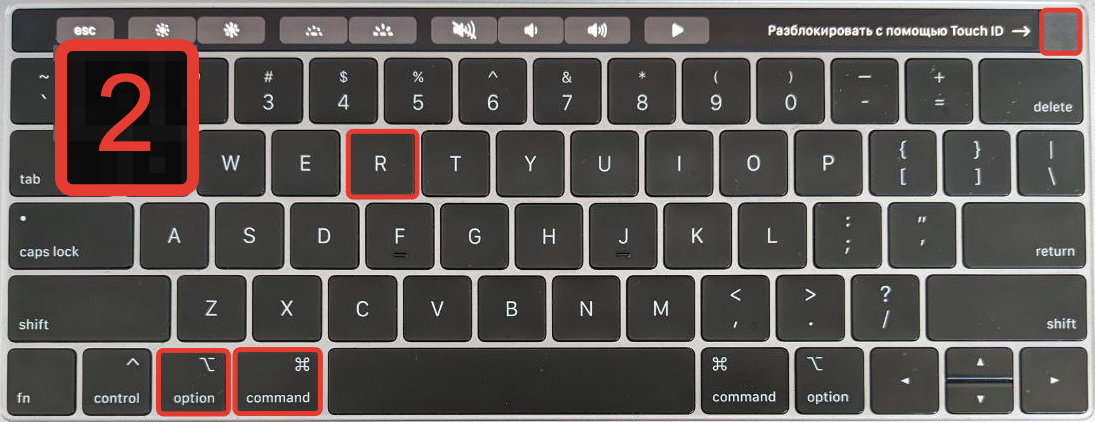 esc Разблокировать с помощью Touch ID →
~ ` # 3 $ 4 % 5 ^ 6 & 7 * 8 ( 9 ) 0 — - + = delete
2
tab W E R T Y U I O P { [ } ] | \
caps lock A S D F G H J K L : ; " ' return
shift Z X C V B N M < , > . ? / shift
fn ^ control ⌥ option ⌘ command ⌘ command ⌥ option ◀ ▲ ▼ ▶